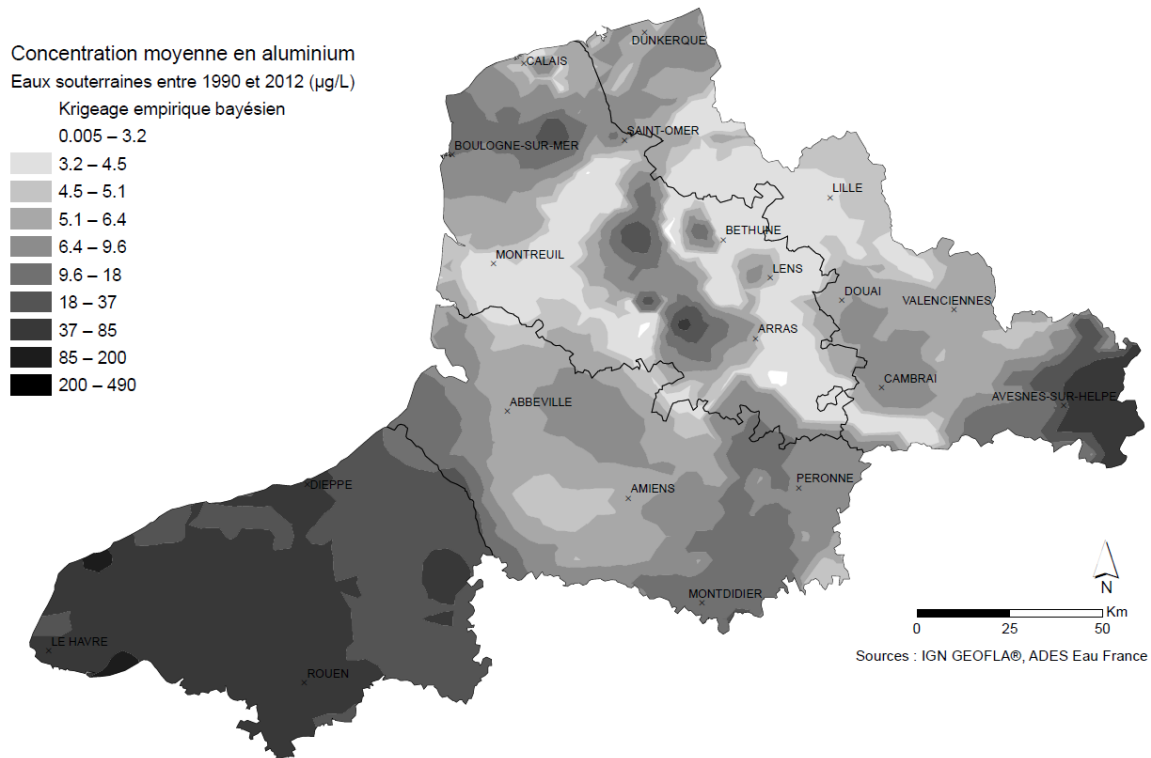 Concentration moyenne en aluminium
Eaux souterraines entre 1990 et 2012 (µg/L)
Krigeage empirique bayésien
0.005 – 3.2
3.2 – 4.5
4.5 – 5.1
5.1 – 6.4
6.4 – 9.6
9.6 – 18
18 – 37
37 – 85
85 – 200
200 – 490
DUNKERQUE
CALAIS
SAINT-OMER
BOULOGNE-SUR-MER
LILLE
BETHUNE
MONTREUIL
LENS
DOUAI
VALENCIENNES
ARRAS
CAMBRAI
AVESNES-SUR-HELPE
ABBEVILLE
DIEPPE
AMIENS
PERONNE
MONTDIDIER
LE HAVRE
ROUEN
N
Km
0 25 50
Sources : IGN GEOFLA®, ADES Eau France